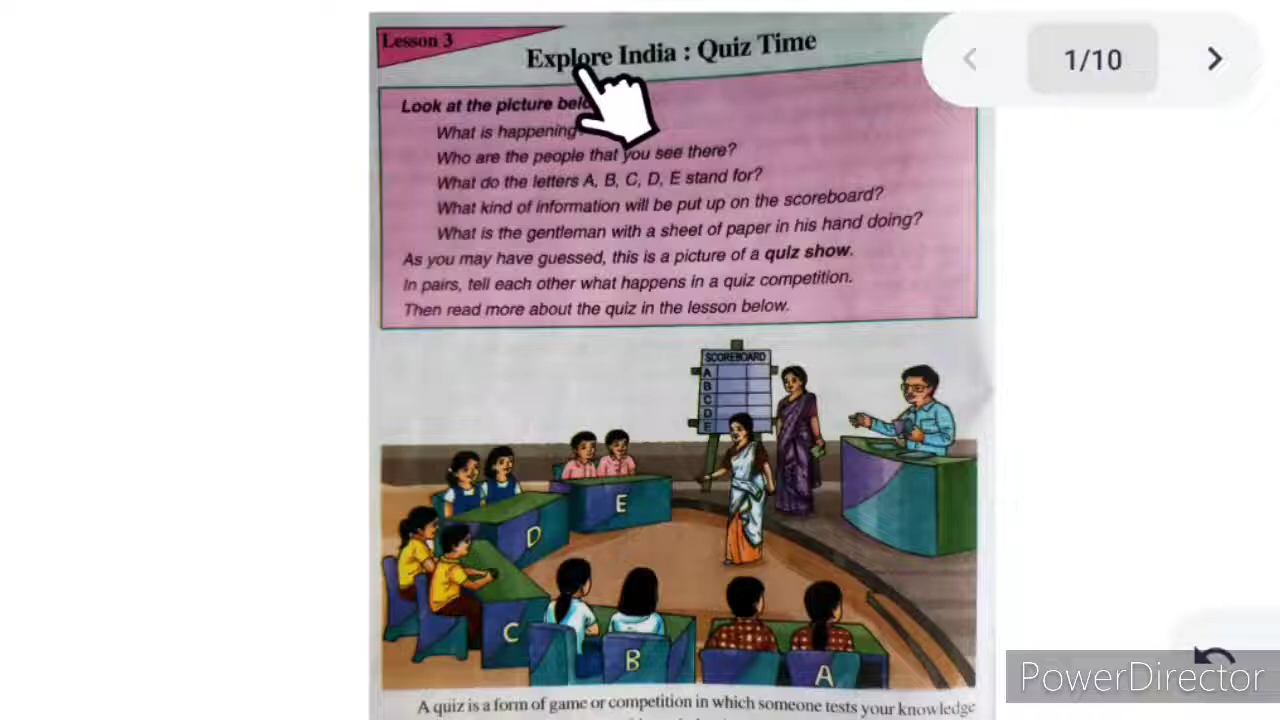 Lesson 3
Explore India : Quiz Time
1/10
Look at the picture
What is happening
Who are the people that you see there?
What do the letters A, B, C, D, E stand for?
What kind of information will be put up on the scoreboard?
What is the gentleman with a sheet of paper in his hand doing?
As you may have guessed, this is a picture of a quiz show.
In pairs, tell each other what happens in a quiz competition.
Then read more about the quiz in the lesson below.
SCOREBOARD
A
B
C
D
E
E
D
C
B
A
PowerDirector
A quiz is a form of game or competition in which someone tests your knowledge